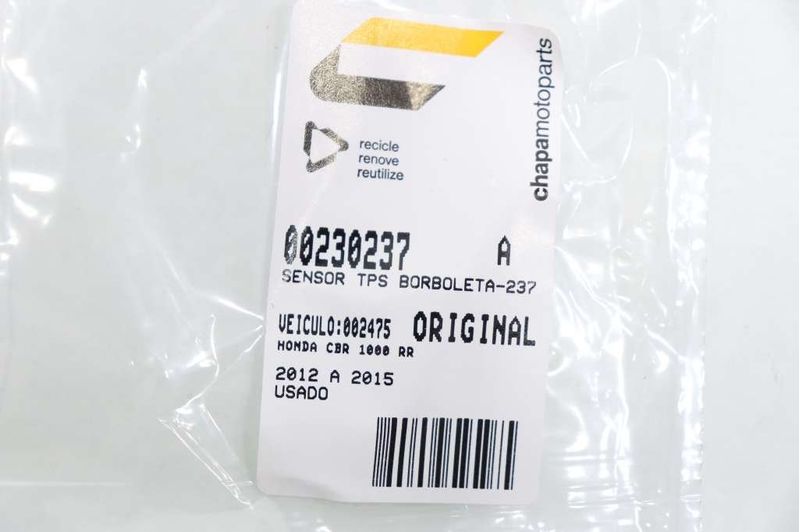 chapamotoparts
recicle
renove
reutilize
00230237 A
SENSOR TPS BORBOLETA-237
VEICULO:002475 ORIGINAL
HONDA CBR 1000 RR
2012 A 2015
USADO